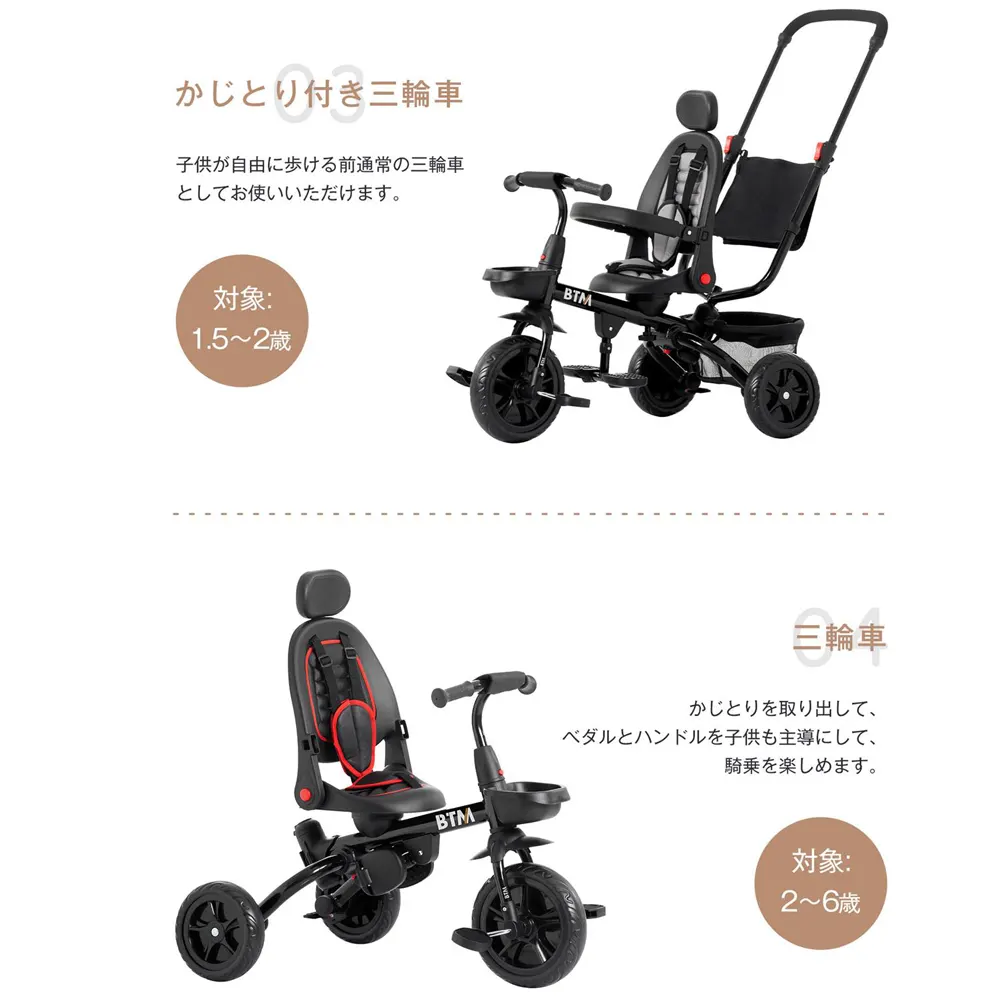 03
かじとり付き三輪車
子供が自由に歩ける前通常の三輪車
としてお使いいただけます。
対象:
1.5〜2歳
BTM
04
三輪車
かじとりを取り出して、
ペダルとハンドルを子供も主導にして、
騎乗を楽しめます。
BTM
対象:
2〜6歳